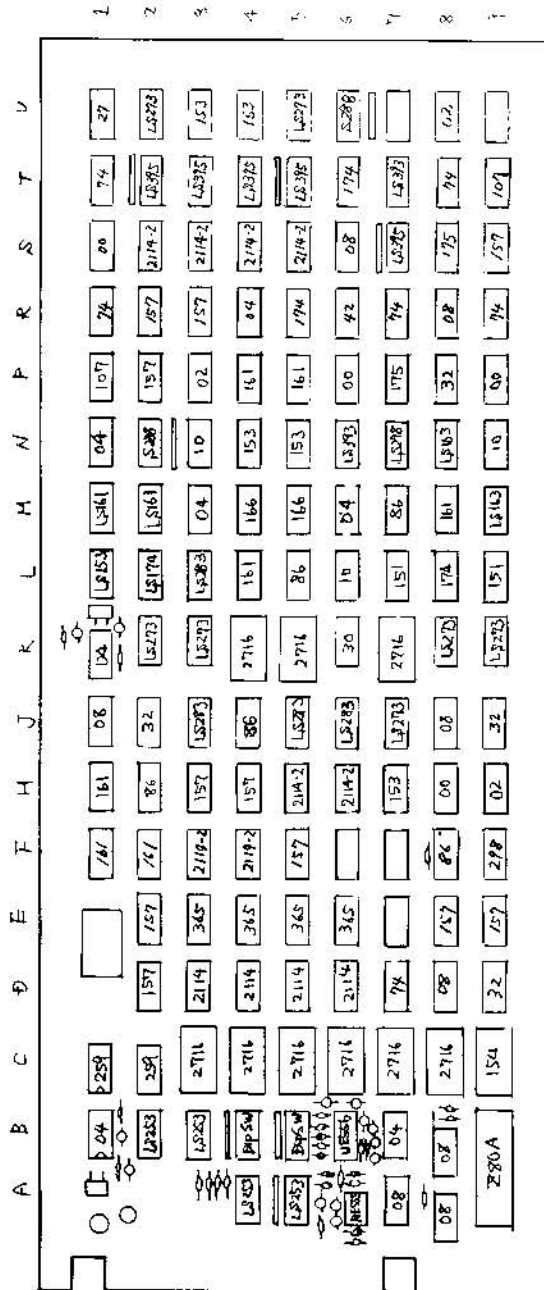 1 2 3 4 5 6 7 8 9
U 27 LS273 153 153 LS273 S288 02
T 74 LS395 LS395 LS395 LS395 174 LS393 74 107
S 00 2114-2 2114-2 2114-2 2114-2 08 LS395 175 157
R 74 157 157 04 174 42 74 08 74
P 107 157 02 161 161 00 175 32 00
N 04 S288 10 153 153 LS393 LS298 LS163 10
M LS161 LS163 04 166 166 04 86 161 LS163
L LS153 LS174 LS283 161 86 10 151 174 151
K 04 LS273 LS273 2716 2716 30 2716 LS273 LS273
J 08 32 LS283 86 LS283 LS283 LS273 08 32
H 161 86 157 157 2114-2 2114-2 153 00 02
F 161 161 2114-2 2114-2 157 86 298
E 157 365 365 365 365 157 157
D 157 2114 2114 2114 2114 74 08 32
C 259 259 2716 2716 2716 2716 2716 2716 154
B 04 LS253 LS253 DipSW DipSW NE556 04 08 Z80A
A LS253 LS253 NE555 08 08